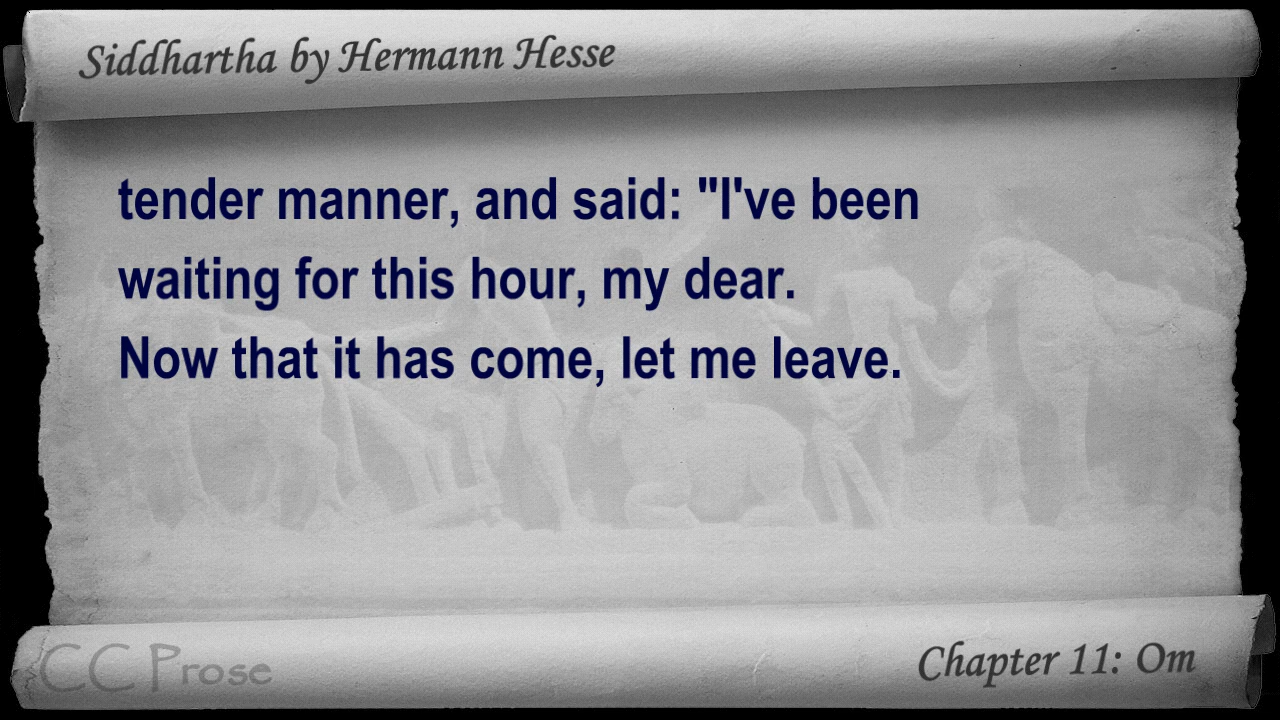 Siddhartha by Hermann Hesse
tender manner, and said: "I've been
waiting for this hour, my dear.
Now that it has come, let me leave.
CC Prose
Chapter 11: Om